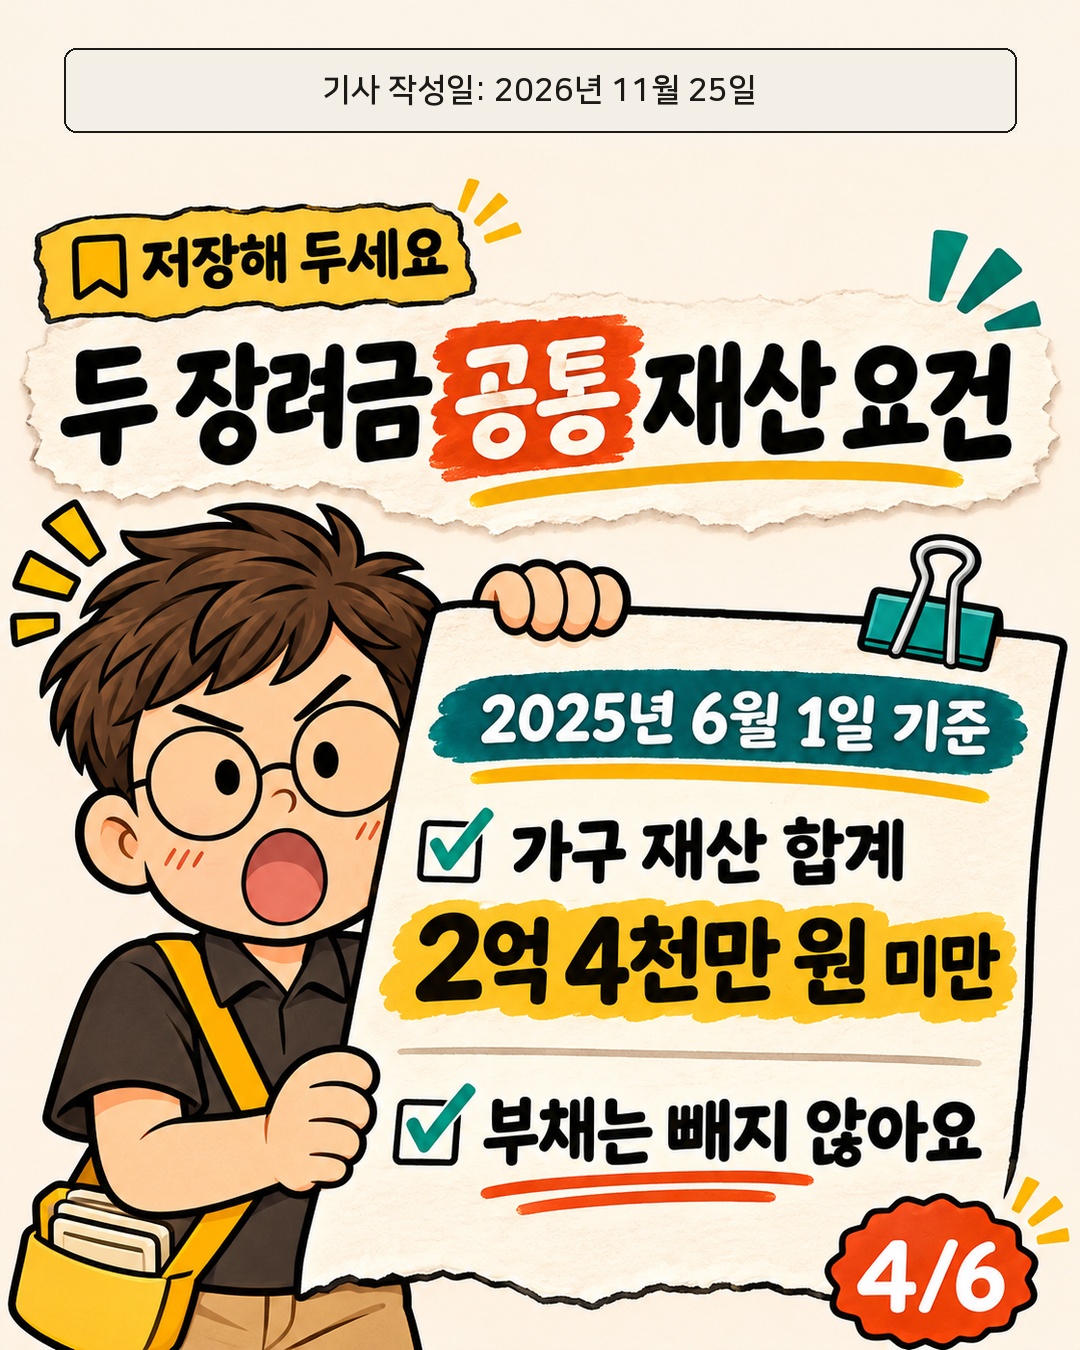 기사 작성일: 2026년 11월 25일
저장해 두세요
두 장려금 공통 재산 요건
2025년 6월 1일 기준
가구 재산 합계
2억 4천만 원 미만
부채는 빼지 않아요
4/6